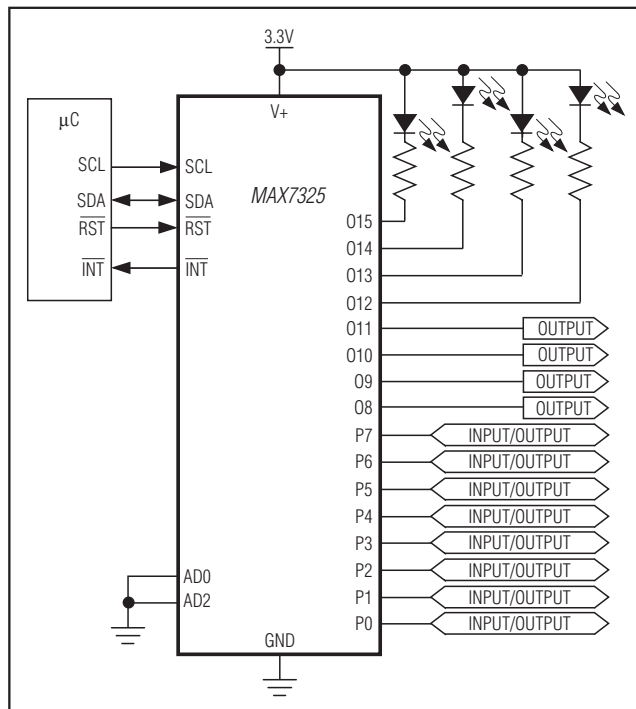 3.3V
μC
SCL
SDA
RST
INT
V+
SCL
SDA
RST
INT
MAX7325
AD0
AD2
GND
O15
O14
O13
O12
O11 OUTPUT
O10 OUTPUT
O9 OUTPUT
O8 OUTPUT
P7 INPUT/OUTPUT
P6 INPUT/OUTPUT
P5 INPUT/OUTPUT
P4 INPUT/OUTPUT
P3 INPUT/OUTPUT
P2 INPUT/OUTPUT
P1 INPUT/OUTPUT
P0 INPUT/OUTPUT